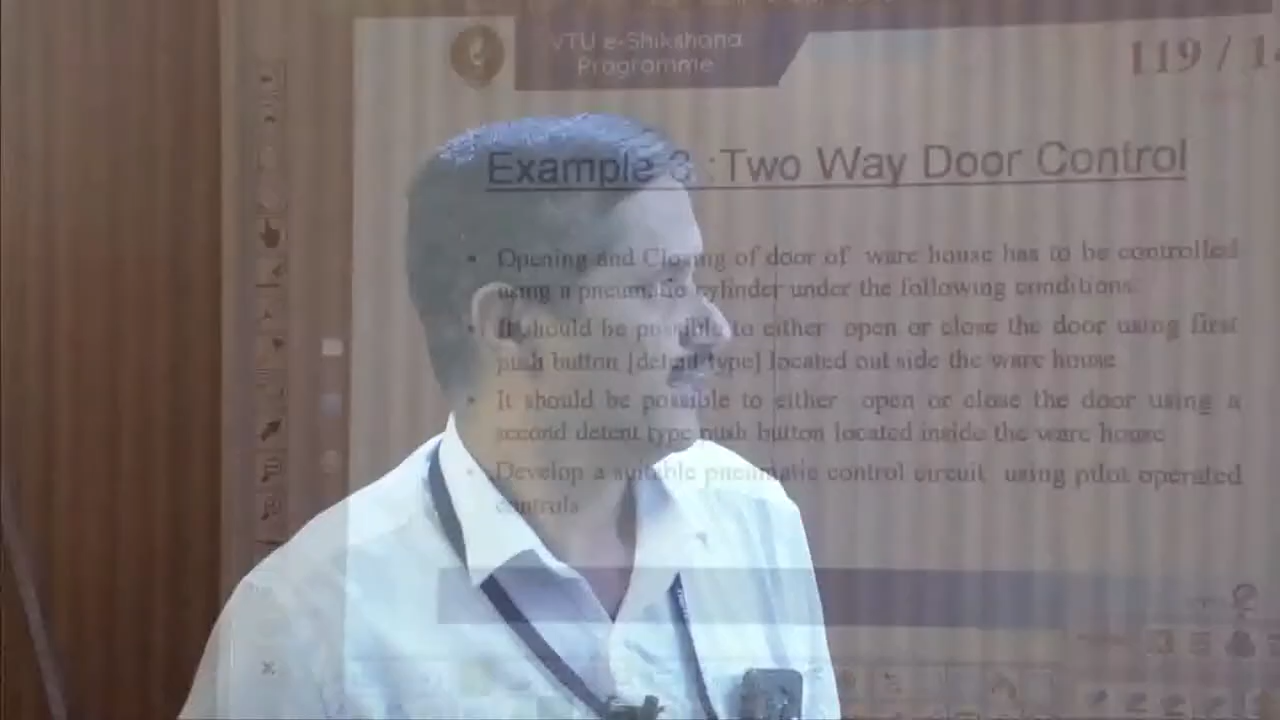 VTU e-Shikshana
Programme
119 / 1
Example 3 :Two Way Door Control
• Opening and Closing of door of ware house has to be controlled
using a pneumatic cylinder under the following conditions.
• It should be possible to either open or close the door using first
push button [detent type] located out side the ware house
• It should be possible to either open or close the door using a
second detent type push button located inside the ware house
• Develop a suitable pneumatic control circuit using pilot operated
controls